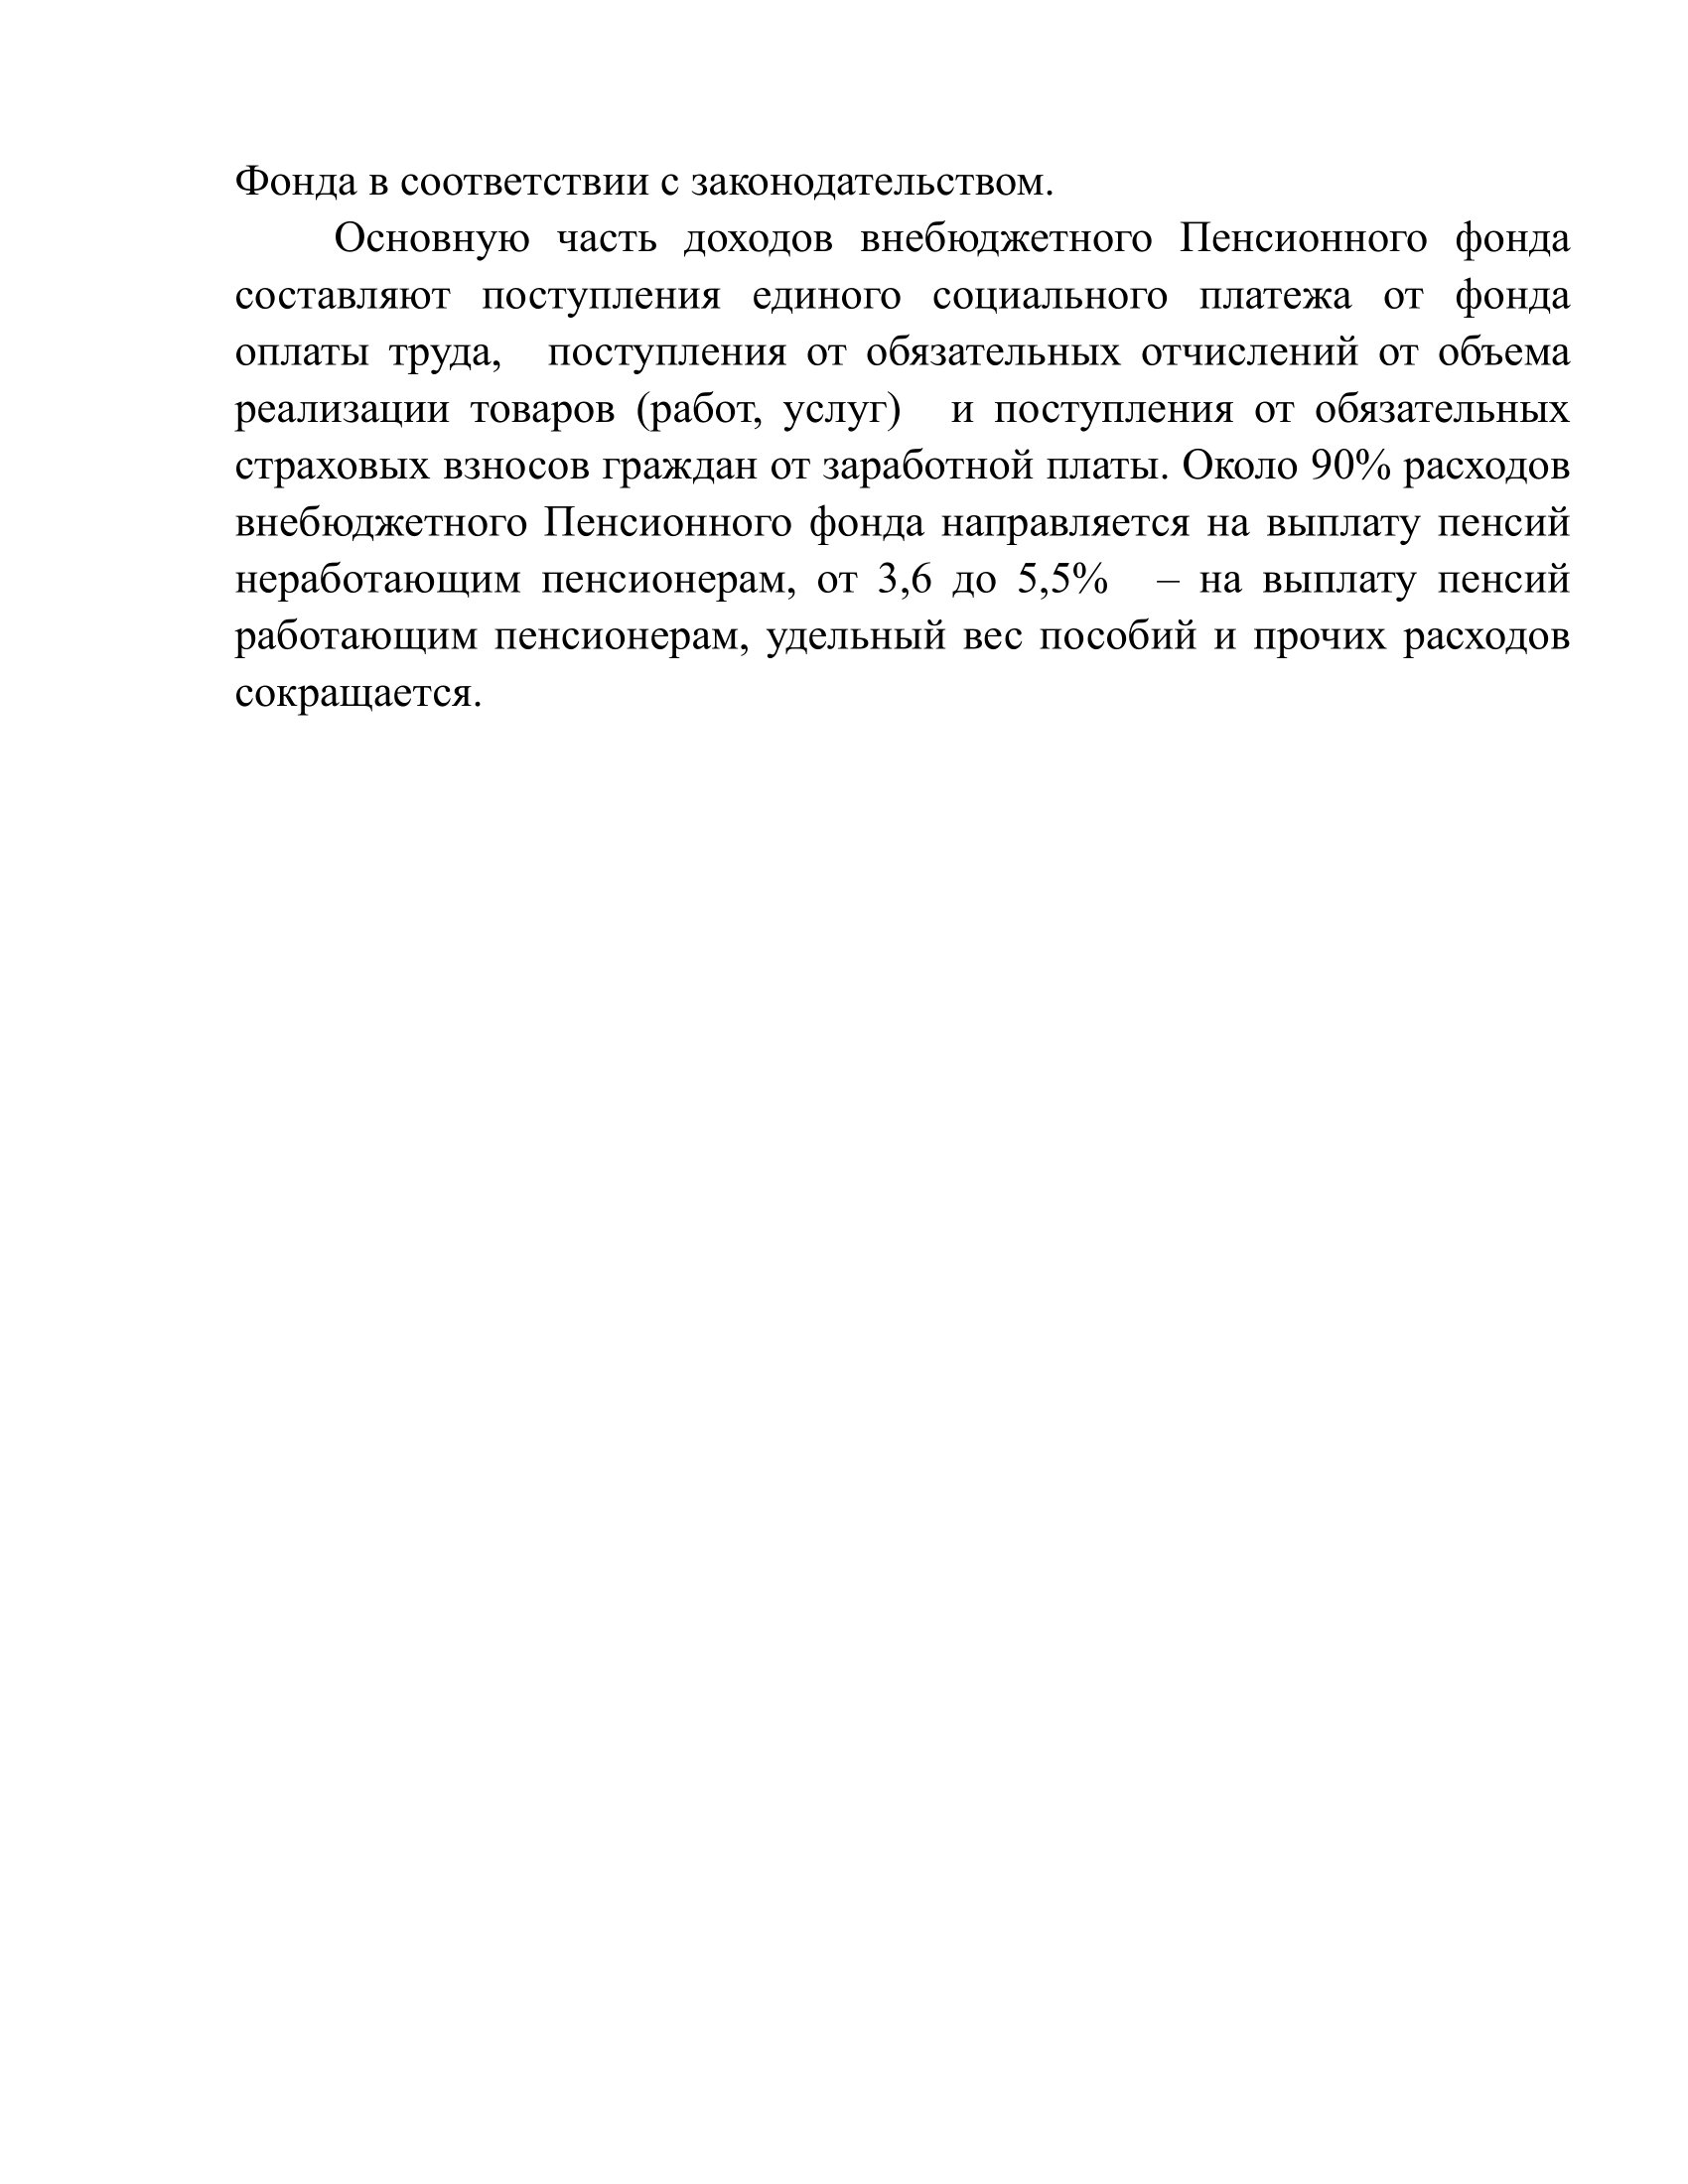 Фонда в соответствии с законодательством.
Основную часть доходов внебюджетного Пенсионного фонда
составляют поступления единого социального платежа от фонда
оплаты труда, поступления от обязательных отчислений от объема
реализации товаров (работ, услуг) и поступления от обязательных
страховых взносов граждан от заработной платы. Около 90% расходов
внебюджетного Пенсионного фонда направляется на выплату пенсий
неработающим пенсионерам, от 3,6 до 5,5% – на выплату пенсий
работающим пенсионерам, удельный вес пособий и прочих расходов
сокращается.